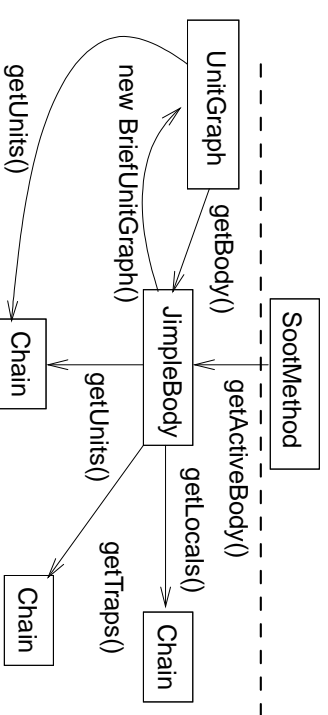 SootMethod
UnitGraph
getBody()
getActiveBody()
new BriefUnitGraph()
JimpleBody
getLocals()
Chain
getUnits()
getUnits()
getTraps()
Chain
Chain